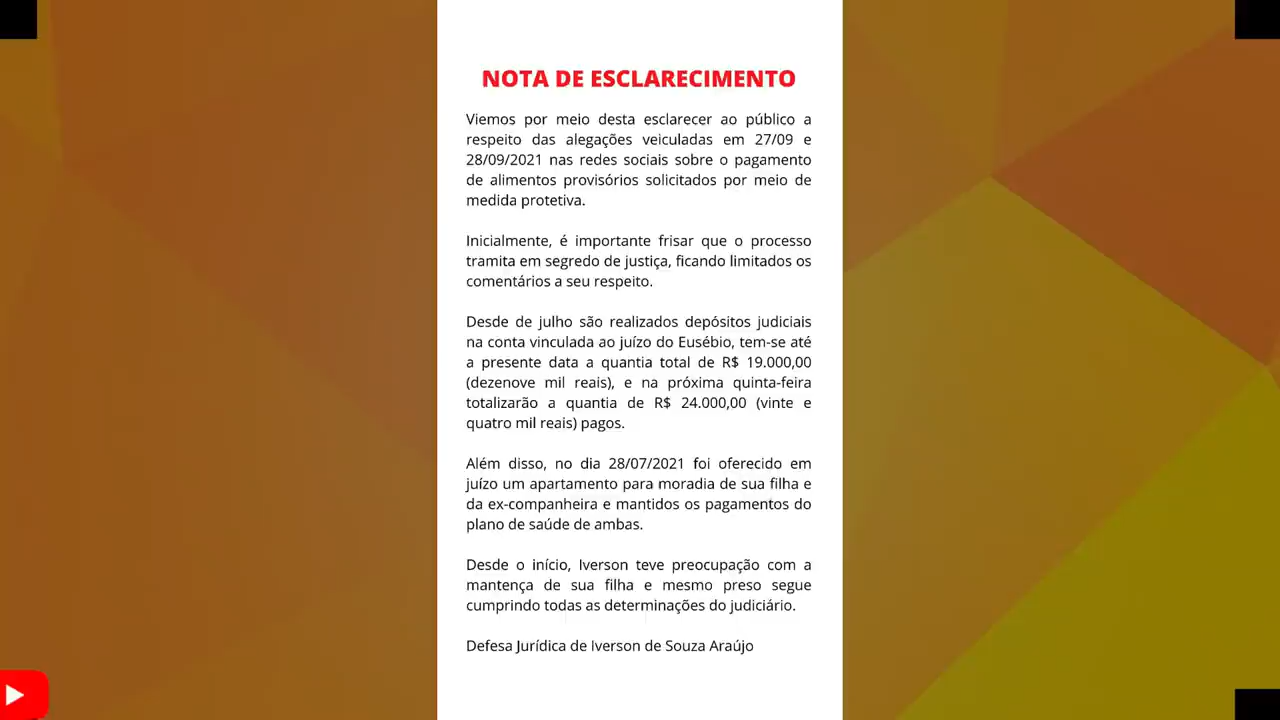 NOTA DE ESCLARECIMENTO
Viemos por meio desta esclarecer ao público a
respeito das alegações veiculadas em 27/09 e
28/09/2021 nas redes sociais sobre o pagamento
de alimentos provisórios solicitados por meio de
medida protetiva.
Inicialmente, é importante frisar que o processo
tramita em segredo de justiça, ficando limitados os
comentários a seu respeito.
Desde de julho são realizados depósitos judiciais
na conta vinculada ao juízo do Eusébio, tem-se até
a presente data a quantia total de R$ 19.000,00
(dezenove mil reais), e na próxima quinta-feira
totalizarão a quantia de R$ 24.000,00 (vinte e
quatro mil reais) pagos.
Além disso, no dia 28/07/2021 foi oferecido em
juízo um apartamento para moradia de sua filha e
da ex-companheira e mantidos os pagamentos do
plano de saúde de ambas.
Desde o início, Iverson teve preocupação com a
mantença de sua filha e mesmo preso segue
cumprindo todas as determinações do judiciário.
Defesa Jurídica de Iverson de Souza Araújo